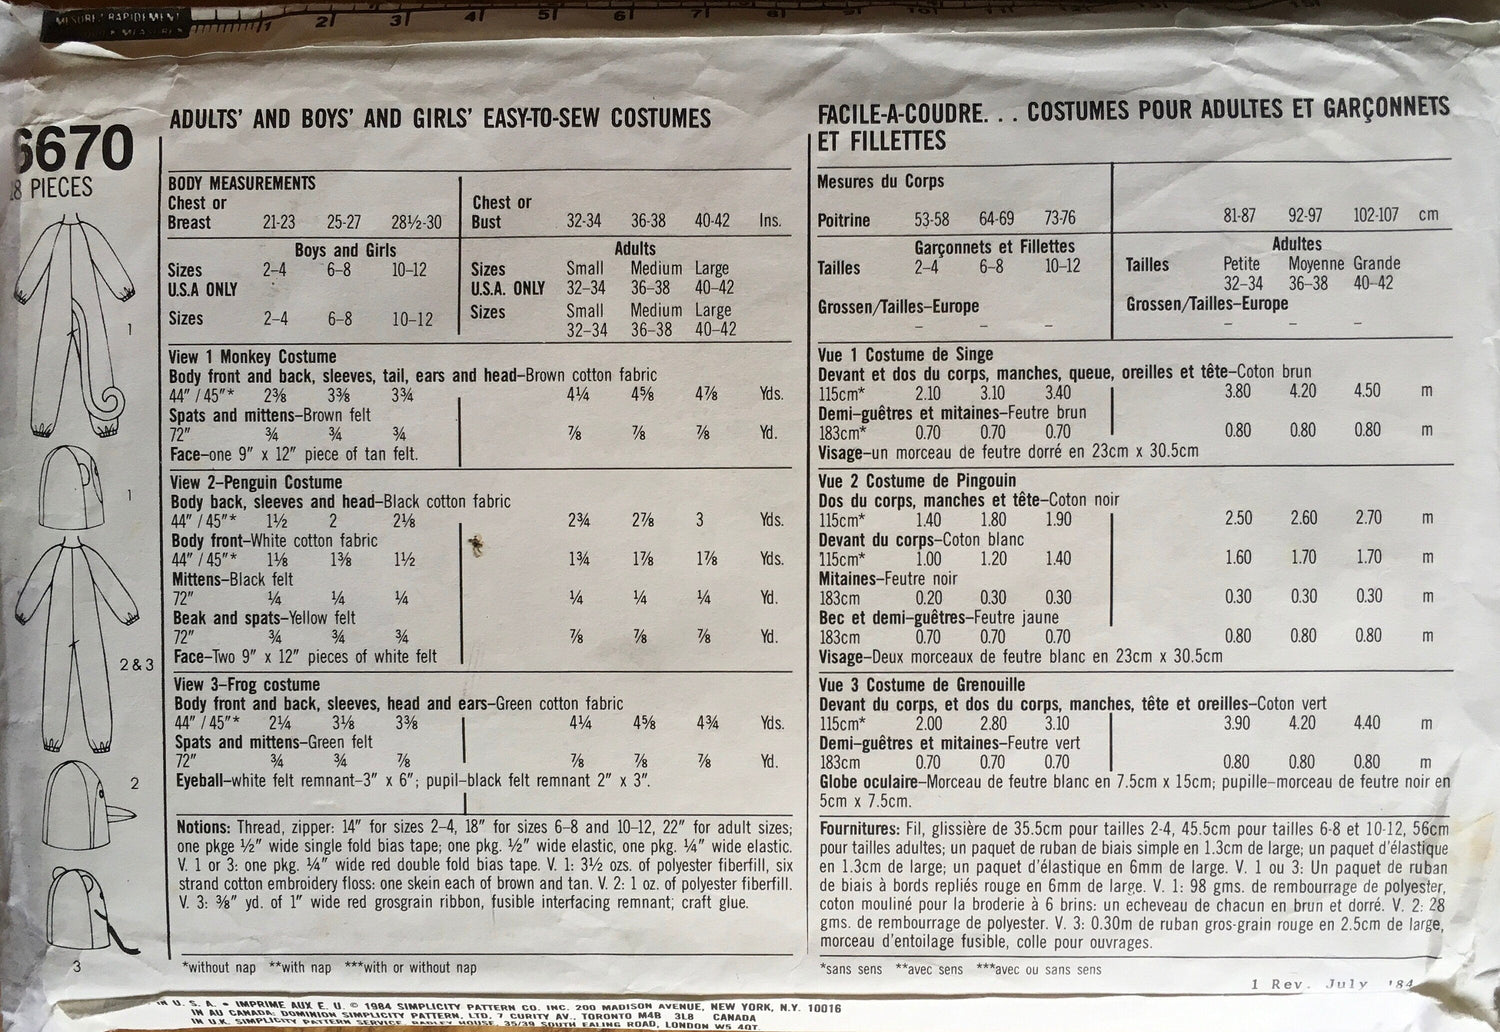 MESUREZ RAPIDEMENT
1 2 3 4 5 6 7 8 9 10 11 12 13
6670
8 PIECES
1
1
2 & 3
2
3
ADULTS' AND BOYS' AND GIRLS' EASY-TO-SEW COSTUMES
BODY MEASUREMENTS
Chest or Breast 21-23 25-27 28½-30 Chest or Bust 32-34 36-38 40-42 Ins.
Boys and Girls Adults
Sizes 2–4 6–8 10–12 Sizes Small Medium Large
U.S.A ONLY U.S.A. ONLY 32–34 36–38 40–42
Sizes 2–4 6–8 10–12 Sizes Small Medium Large
32–34 36–38 40–42
View 1 Monkey Costume
Body front and back, sleeves, tail, ears and head–Brown cotton fabric
44" / 45"* 2⅜ 3⅜ 3¾ 4¼ 4⅝ 4⅞ Yds.
Spats and mittens–Brown felt
72" ¾ ¾ ¾ ⅞ ⅞ ⅞ Yd.
Face–one 9" x 12" piece of tan felt.
View 2–Penguin Costume
Body back, sleeves and head–Black cotton fabric
44" / 45"* 1½ 2 2⅛ 2¾ 2⅞ 3 Yds.
Body front–White cotton fabric
44" / 45"* 1⅛ 1⅜ 1½ 1¾ 1⅞ 1⅞ Yds.
Mittens–Black felt
72" ¼ ¼ ¼ ¼ ¼ ¼ Yd.
Beak and spats–Yellow felt
72" ¾ ¾ ¾ ⅞ ⅞ ⅞ Yd.
Face–Two 9" x 12" pieces of white felt
View 3–Frog costume
Body front and back, sleeves, head and ears–Green cotton fabric
44" / 45"* 2¼ 3⅛ 3⅜ 4¼ 4⅝ 4¾ Yds.
Spats and mittens–Green felt
72" ¾ ¾ ⅞ ⅞ ⅞ ⅞ Yd.
Eyeball–white felt remnant–3" x 6"; pupil–black felt remnant 2" x 3".
Notions: Thread, zipper: 14" for sizes 2–4, 18" for sizes 6–8 and 10–12, 22" for adult sizes;
one pkge ½" wide single fold bias tape; one pkg. ½" wide elastic, one pkg. ¼" wide elastic.
V. 1 or 3: one pkg. ¼" wide red double fold bias tape. V. 1: 3½ ozs. of polyester fiberfill, six
strand cotton embroidery floss: one skein each of brown and tan. V. 2: 1 oz. of polyester fiberfill.
V. 3: ⅜" yd. of 1" wide red grosgrain ribbon, fusible interfacing remnant; craft glue.
*without nap **with nap ***with or without nap
FACILE-A-COUDRE. . . COSTUMES POUR ADULTES ET GARÇONNETS
ET FILLETTES
Mesures du Corps
Poitrine 53-58 64-69 73-76 81-87 92-97 102-107 cm
Garçonnets et Fillettes Adultes
Tailles 2–4 6–8 10–12 Tailles Petite Moyenne Grande
32–34 36–38 40–42
Grossen/Tailles–Europe Grossen/Tailles–Europe
– – – – – –
Vue 1 Costume de Singe
Devant et dos du corps, manches, queue, oreilles et tête–Coton brun
115cm* 2.10 3.10 3.40 3.80 4.20 4.50 m
Demi-guêtres et mitaines–Feutre brun
183cm* 0.70 0.70 0.70 0.80 0.80 0.80 m
Visage–un morceau de feutre dorré en 23cm x 30.5cm
Vue 2 Costume de Pingouin
Dos du corps, manches et tête–Coton noir
115cm* 1.40 1.80 1.90 2.50 2.60 2.70 m
Devant du corps–Coton blanc
115cm* 1.00 1.20 1.40 1.60 1.70 1.70 m
Mitaines–Feutre noir
183cm 0.20 0.30 0.30 0.30 0.30 0.30 m
Bec et demi-guêtres–Feutre jaune
183cm 0.70 0.70 0.70 0.80 0.80 0.80 m
Visage–Deux morceaux de feutre blanc en 23cm x 30.5cm
Vue 3 Costume de Grenouille
Devant du corps, et dos du corps, manches, tête et oreilles–Coton vert
115cm* 2.00 2.80 3.10 3.90 4.20 4.40 m
Demi-guêtres et mitaines–Feutre vert
183cm 0.70 0.70 0.70 0.80 0.80 0.80 m
Globe oculaire–Morceau de feutre blanc en 7.5cm x 15cm; pupille–morceau de feutre noir en
5cm x 7.5cm.
Fournitures: Fil, glissière de 35.5cm pour tailles 2-4, 45.5cm pour tailles 6-8 et 10-12, 56cm
pour tailles adultes; un paquet de ruban de biais simple en 1.3cm de large; un paquet d'élastique
en 1.3cm de large; un paquet d'élastique en 6mm de large. V. 1 ou 3: Un paquet de ruban
de biais à bords repliés rouge en 6mm de large. V. 1: 98 gms. de rembourrage de polyester,
coton mouliné pour la broderie à 6 brins: un echeveau de chacun en brun et dorré. V. 2: 28
gms. de rembourrage de polyester. V. 3: 0.30m de ruban gros-grain rouge en 2.5cm de large,
morceau d'entoilage fusible, colle pour ouvrages.
*sans sens **avec sens ***avec ou sans sens
1 Rev. July '84
IN U. S. A. • IMPRIME AUX E. U. © 1984 SIMPLICITY PATTERN CO. INC. 200 MADISON AVENUE, NEW YORK, N.Y. 10016
IN AU CANADA: DOMINION SIMPLICITY PATTERN, LTD. 7 CURITY AV., TORONTO M4B 3L8 CANADA
IN U.K. SIMPLICITY PATTERN SERVICE, HOUSE, 35/39 SOUTH EALING ROAD, LONDON W5 4QT.